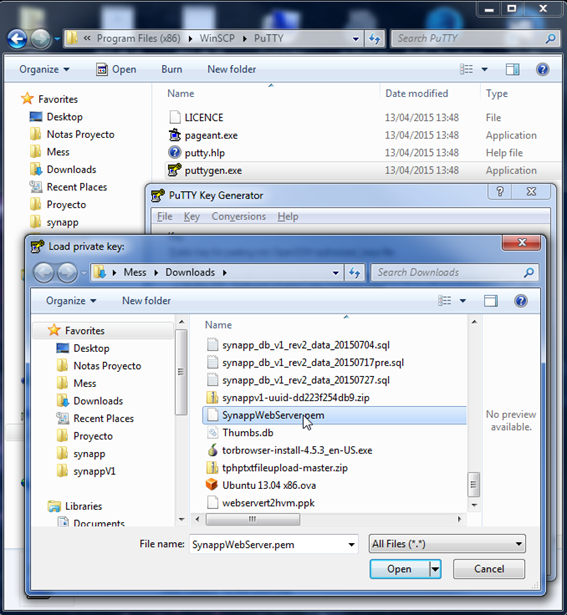 « Program Files (x86) ▸ WinSCP ▸ PuTTY
Search PuTTY
Organize Open Burn New folder
Favorites
Desktop
Notas Proyecto
Mess
Downloads
Recent Places
Proyecto
synapp
Name Date modified Type
LICENCE 13/04/2015 13:48 File
pageant.exe 13/04/2015 13:48 Application
putty.hlp 13/04/2015 13:48 Help file
puttygen.exe 13/04/2015 13:48 Application
PuTTY Key Generator
File Key Conversions Help
Load private key:
Mess ▸ Downloads ▸
Search Downloads
Organize New folder
Favorites
Desktop
Notas Proyecto
Mess
Downloads
Recent Places
Proyecto
synapp
synappV1
Libraries
Documents
Name
synapp_db_v1_rev2_data_20150704.sql
synapp_db_v1_rev2_data_20150717pre.sql
synapp_db_v1_rev2_data_20150727.sql
synappv1-uuid-dd223f254db9.zip
SynappWebServer.pem
Thumbs.db
torbrowser-install-4.5.3_en-US.exe
tphptxtfileupload-master.zip
Ubuntu 13.04 x86.ova
webservert2hvm.ppk
No preview
available.
File name: SynappWebServer.pem
All Files (*.*)
Open Cancel